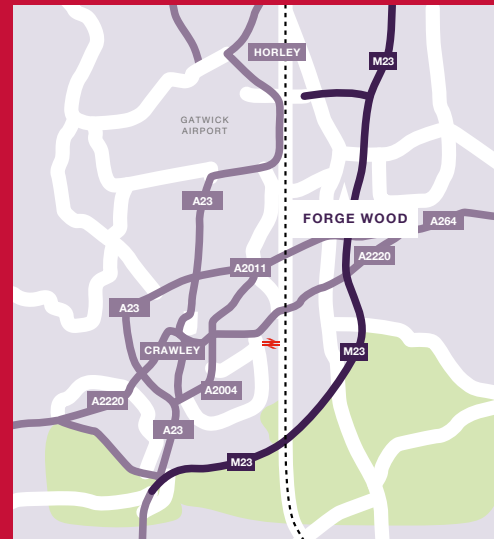 HORLEY
M23
GATWICK
AIRPORT
A23
FORGE WOOD
A264
A2220
A2011
A23
CRAWLEY
M23
A2004
A2220
A23
M23